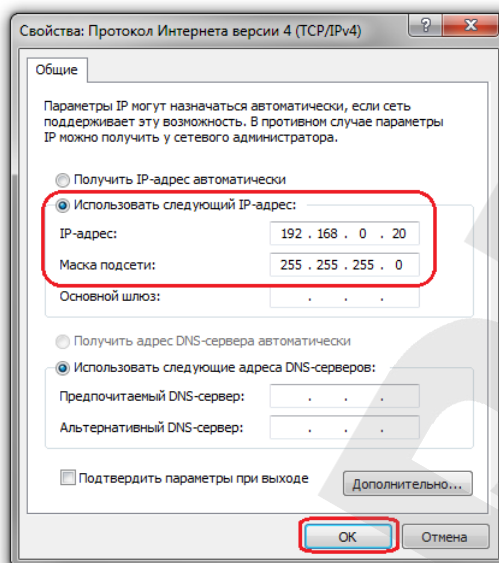 Свойства: Протокол Интернета версии 4 (TCP/IPv4)
Общие
Параметры IP могут назначаться автоматически, если сеть
поддерживает эту возможность. В противном случае параметры
IP можно получить у сетевого администратора.
Получить IP-адрес автоматически
Использовать следующий IP-адрес:
IP-адрес: 192 . 168 . 0 . 20
Маска подсети: 255 . 255 . 255 . 0
Основной шлюз: . . .
Получить адрес DNS-сервера автоматически
Использовать следующие адреса DNS-серверов:
Предпочитаемый DNS-сервер: . . .
Альтернативный DNS-сервер: . . .
Подтвердить параметры при выходе
Дополнительно...
ОК Отмена